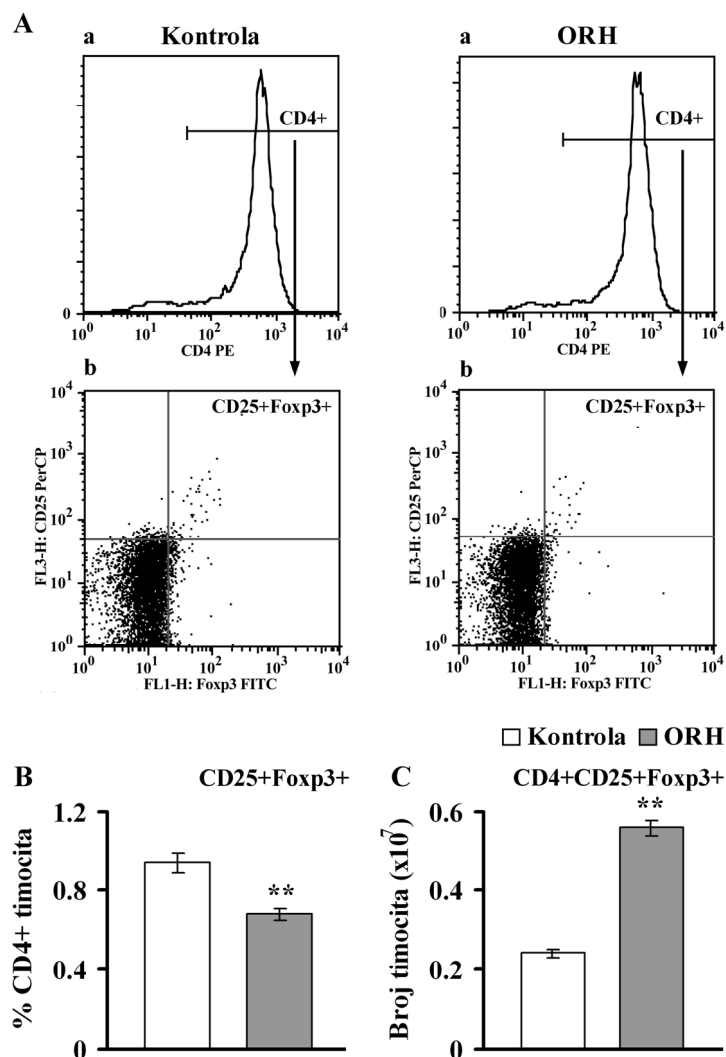 A
a Kontrola
a ORH
CD4+
CD4+
0
0
10^0 10^1 10^2 10^3 10^4
10^0 10^1 10^2 10^3 10^4
CD4 PE
CD4 PE
b
b
10^4
10^3
10^2
10^1
10^0
FL3-H: CD25 PerCP
CD25+Foxp3+
10^4
10^3
10^2
10^1
10^0
FL3-H: CD25 PerCP
CD25+Foxp3+
10^0 10^1 10^2 10^3 10^4
10^0 10^1 10^2 10^3 10^4
FL1-H: Foxp3 FITC
FL1-H: Foxp3 FITC
Kontrola ORH
B
CD25+Foxp3+
1.2
0.8
0.4
0
% CD4+ timocita
**
C
CD4+CD25+Foxp3+
0.6
0.4
0.2
0
Broj timocita (x10^7)
**